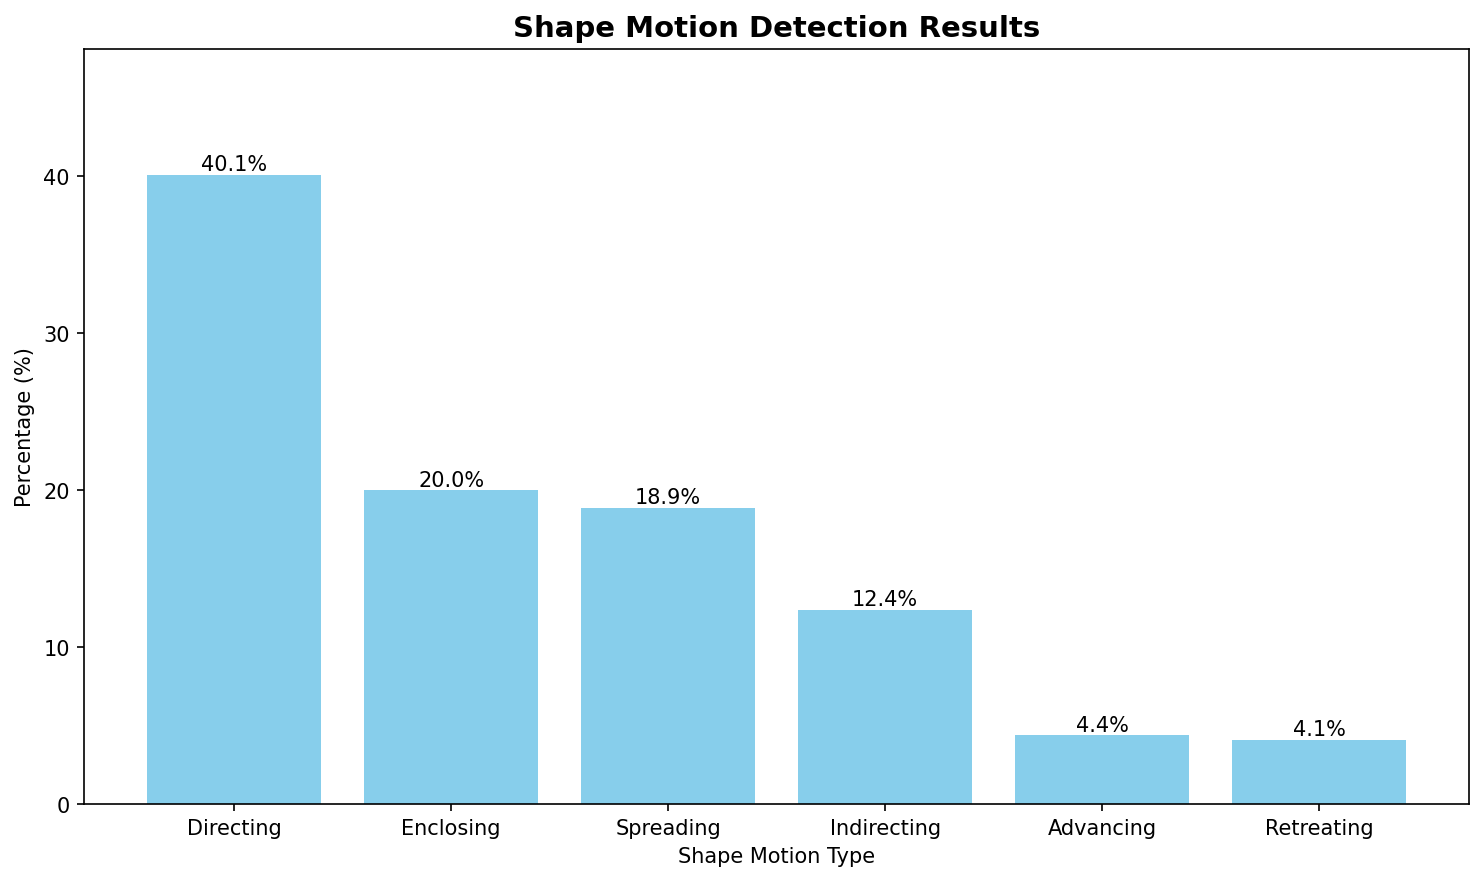 Shape Motion Detection Results
Percentage (%)
40
30
20
10
0
40.1%
20.0%
18.9%
12.4%
4.4%
4.1%
Directing
Enclosing
Spreading
Indirecting
Advancing
Retreating
Shape Motion Type